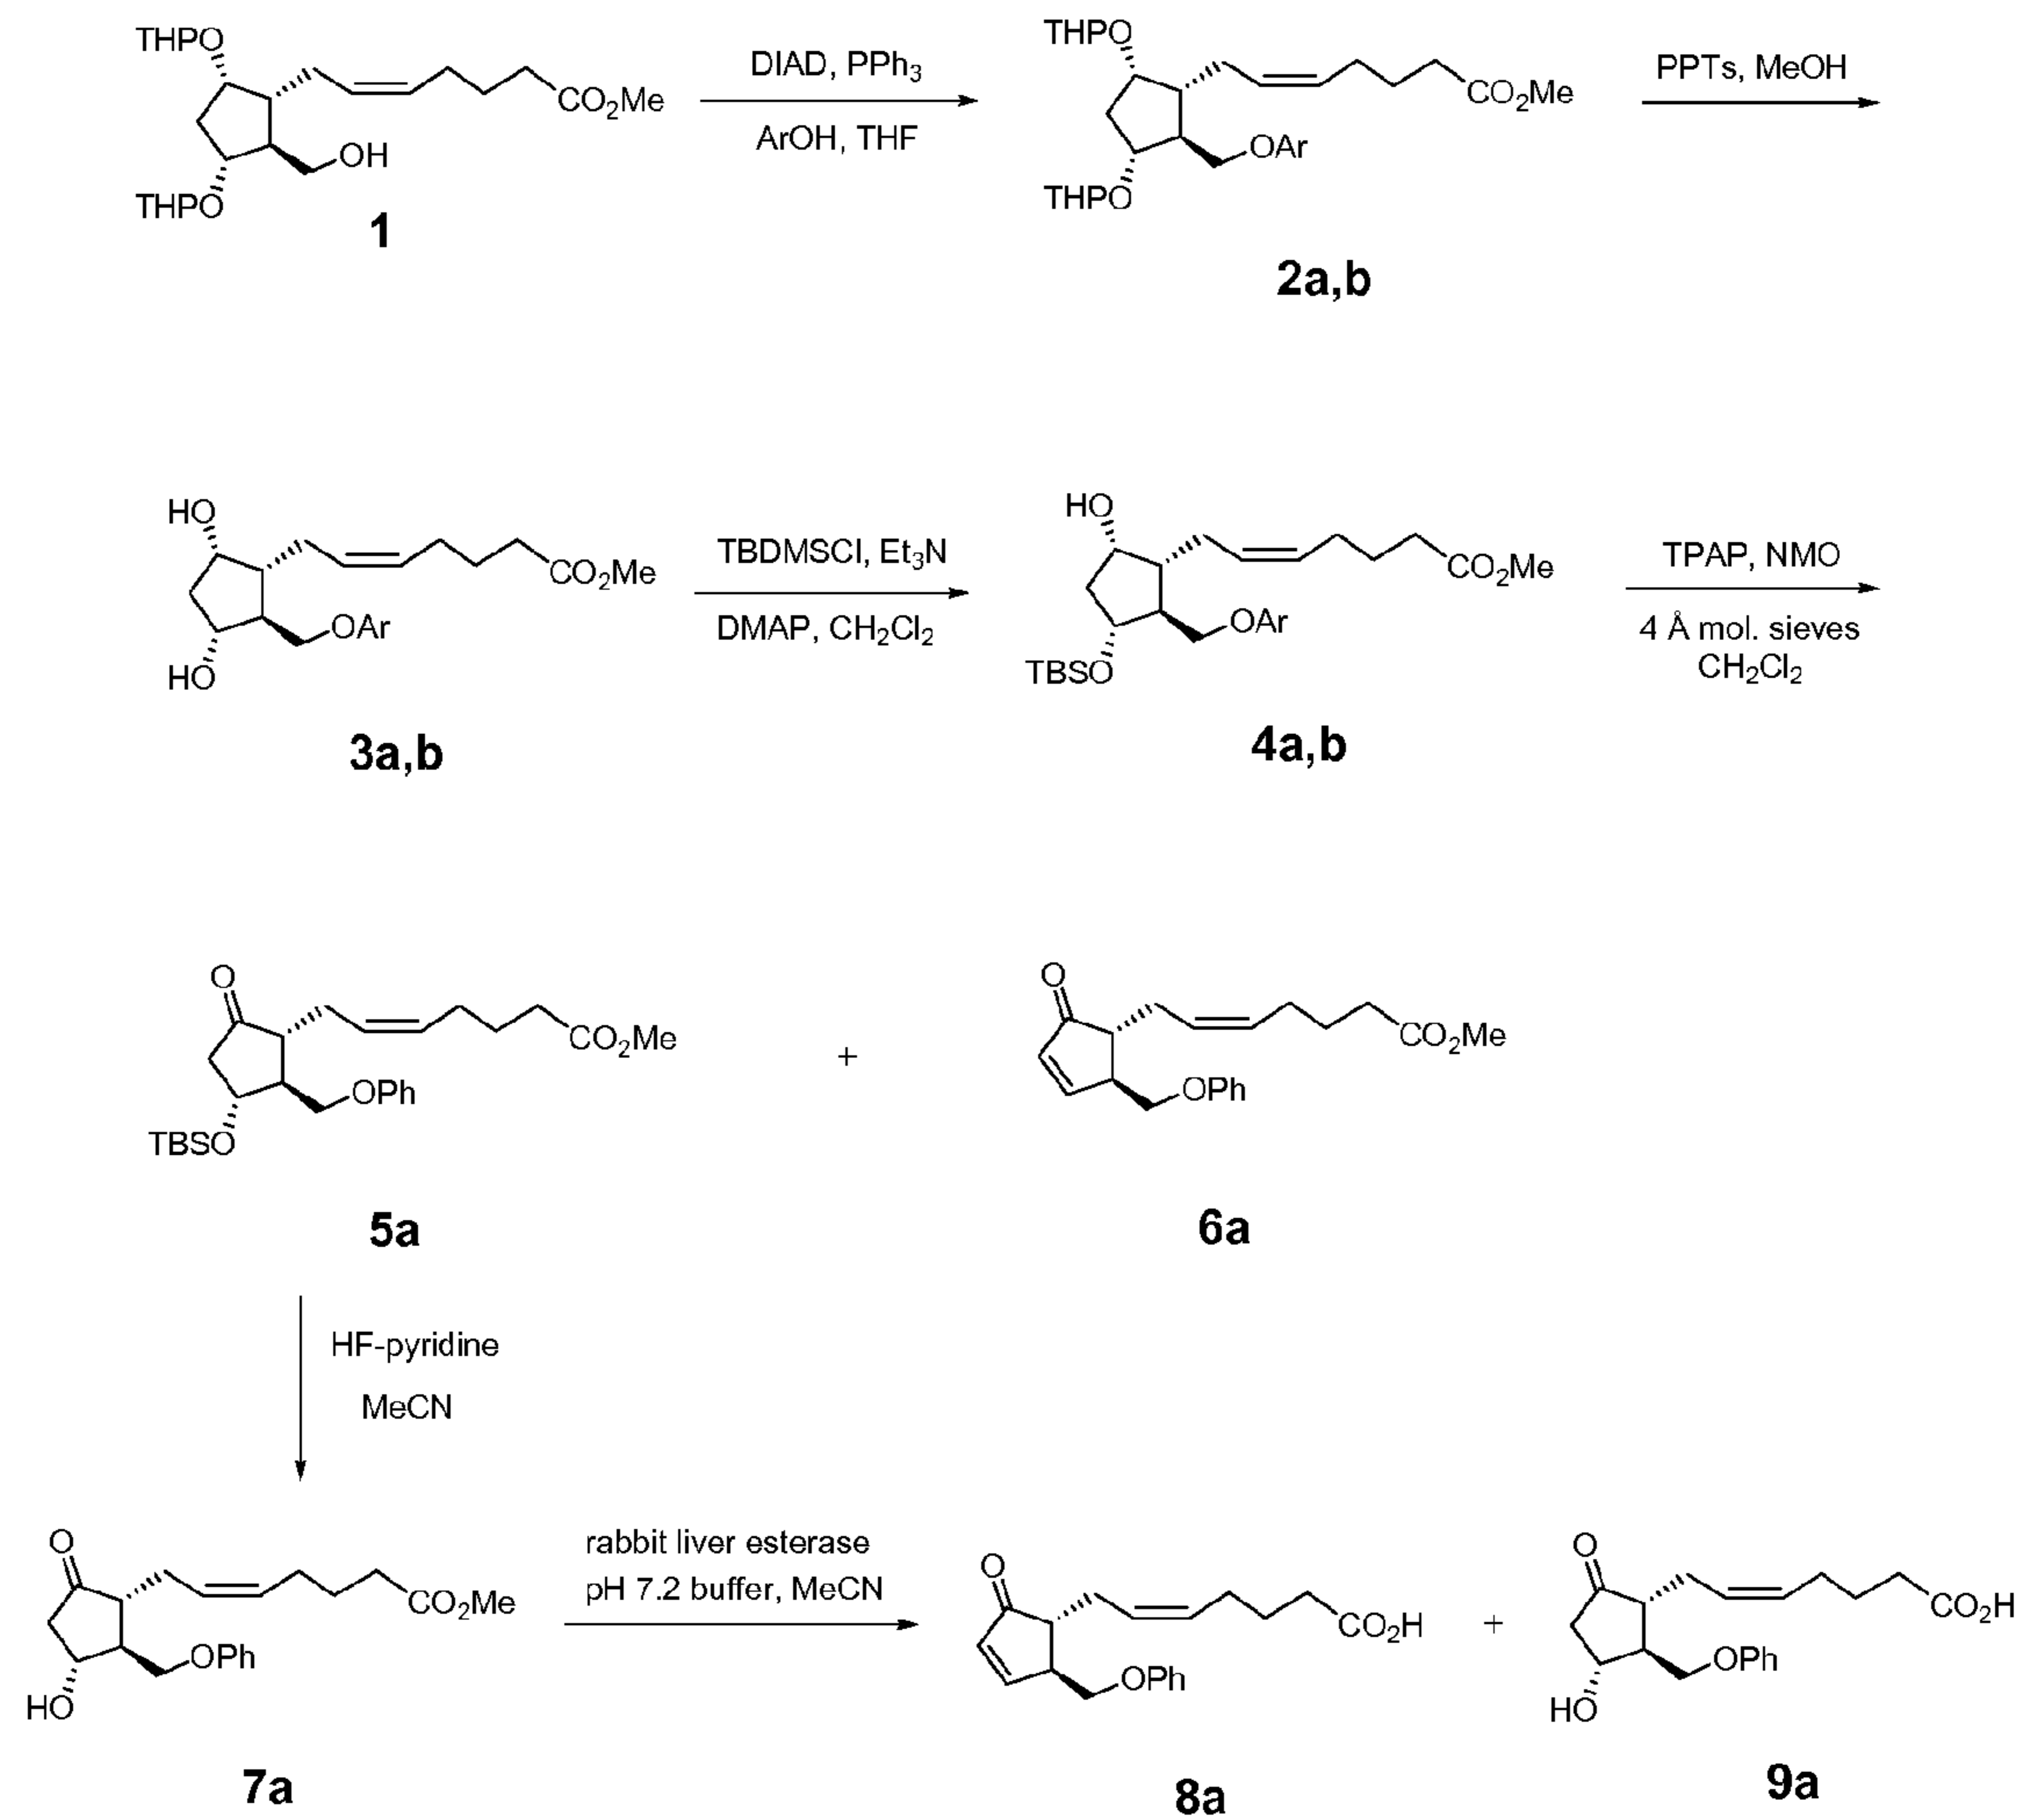 THPO
CO₂Me
OH
THPO
1
DIAD, PPh₃
ArOH, THF
THPO
CO₂Me
OAr
THPO
2a,b
PPTs, MeOH
HO
CO₂Me
OAr
HO
3a,b
TBDMSCl, Et₃N
DMAP, CH₂Cl₂
HO
CO₂Me
OAr
TBSO
4a,b
TPAP, NMO
4 Å mol. sieves
CH₂Cl₂
O
CO₂Me
OPh
TBSO
5a
+
O
CO₂Me
OPh
6a
HF-pyridine
MeCN
O
CO₂Me
OPh
HO
7a
rabbit liver esterase
pH 7.2 buffer, MeCN
O
CO₂H
OPh
8a
+
O
CO₂H
OPh
HO
9a